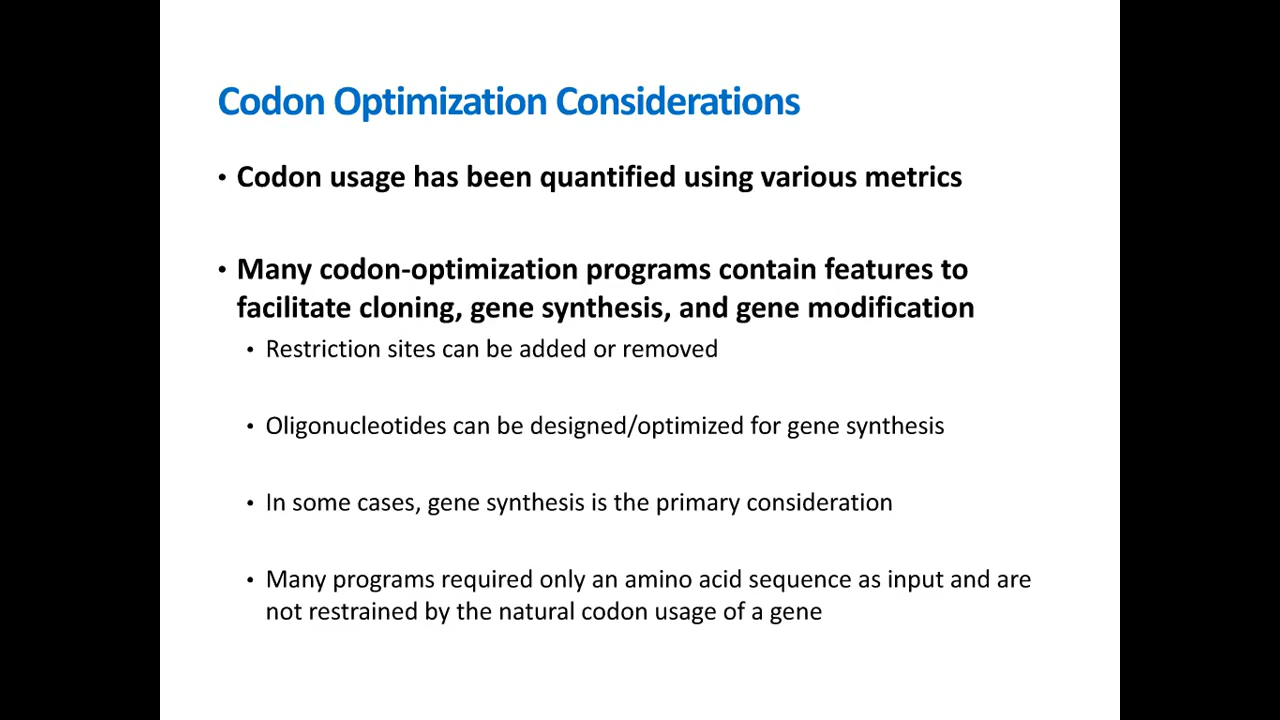 Codon Optimization Considerations
• Codon usage has been quantified using various metrics
• Many codon-optimization programs contain features to
facilitate cloning, gene synthesis, and gene modification
• Restriction sites can be added or removed
• Oligonucleotides can be designed/optimized for gene synthesis
• In some cases, gene synthesis is the primary consideration
• Many programs required only an amino acid sequence as input and are
not restrained by the natural codon usage of a gene